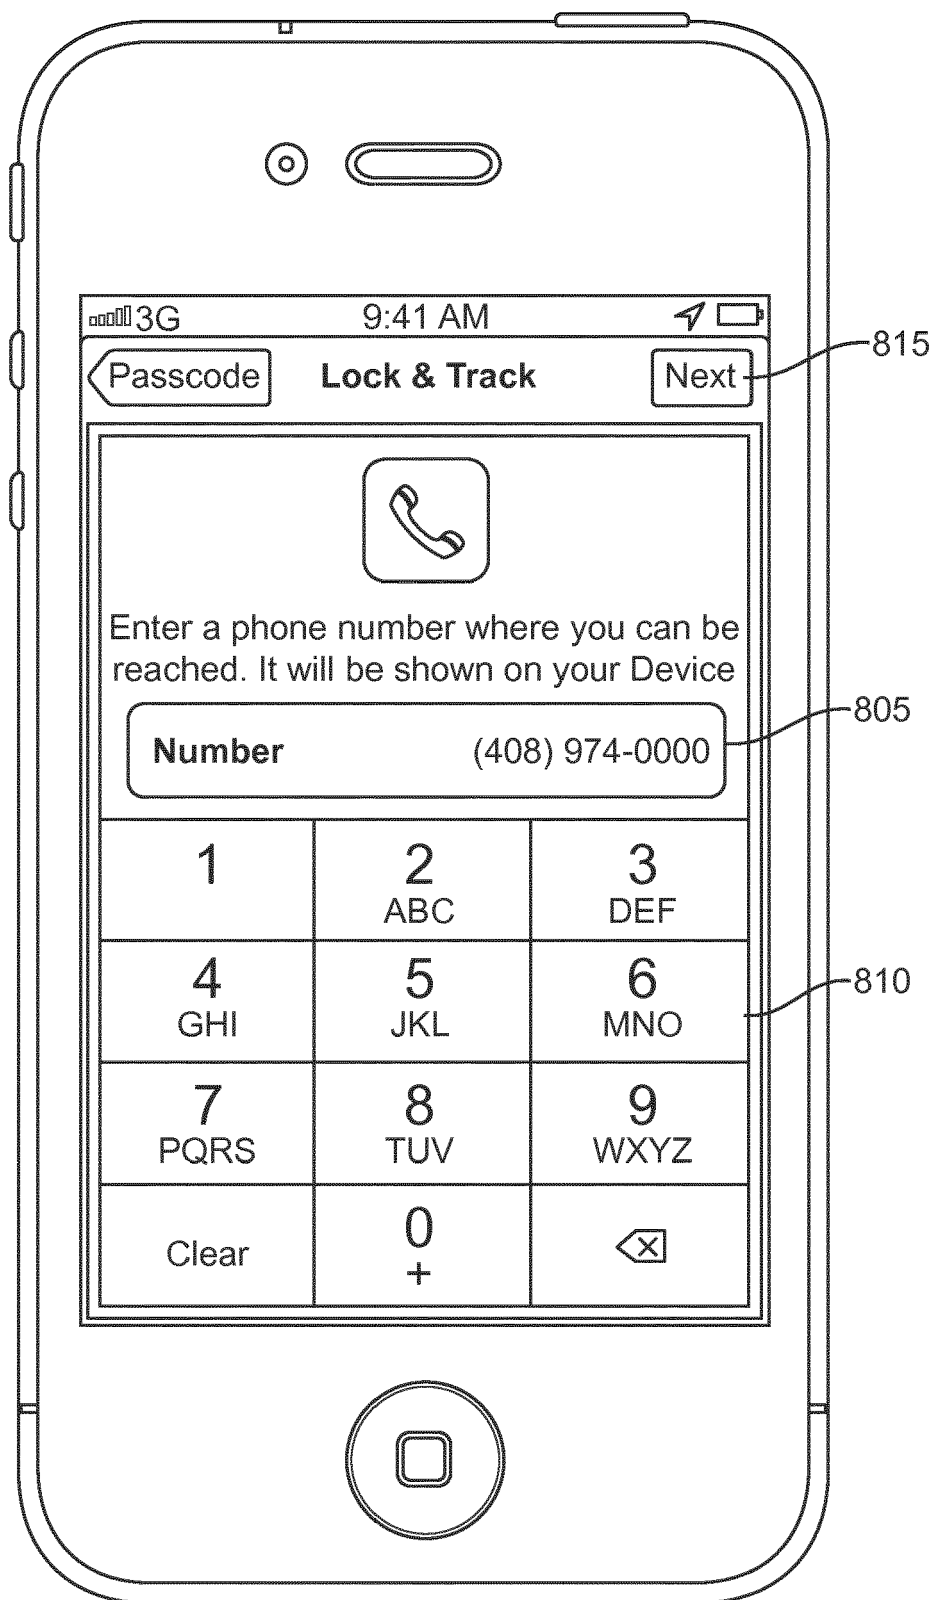 3G 9:41 AM
Passcode Lock & Track Next 815
Enter a phone number where you can be
reached. It will be shown on your Device
805
Number (408) 974-0000
1 2 3
ABC DEF
4 5 6 810
GHI JKL MNO
7 8 9
PQRS TUV WXYZ
Clear 0
+